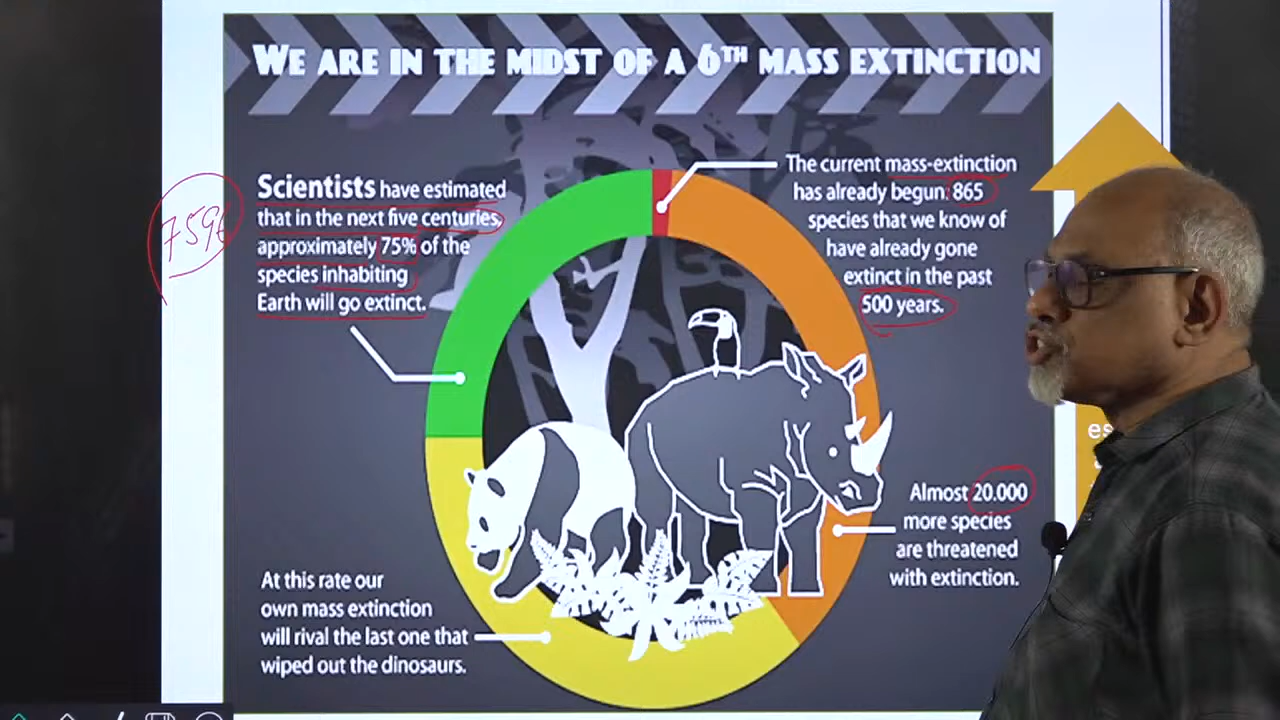 WE ARE IN THE MIDST OF A 6TH MASS EXTINCTION
Scientists have estimated
that in the next five centuries,
approximately 75% of the
species inhabiting
Earth will go extinct.
75%
The current mass-extinction
has already begun: 865
species that we know of
have already gone
extinct in the past
500 years.
Almost 20.000
more species
are threatened
with extinction.
At this rate our
own mass extinction
will rival the last one that
wiped out the dinosaurs.
es